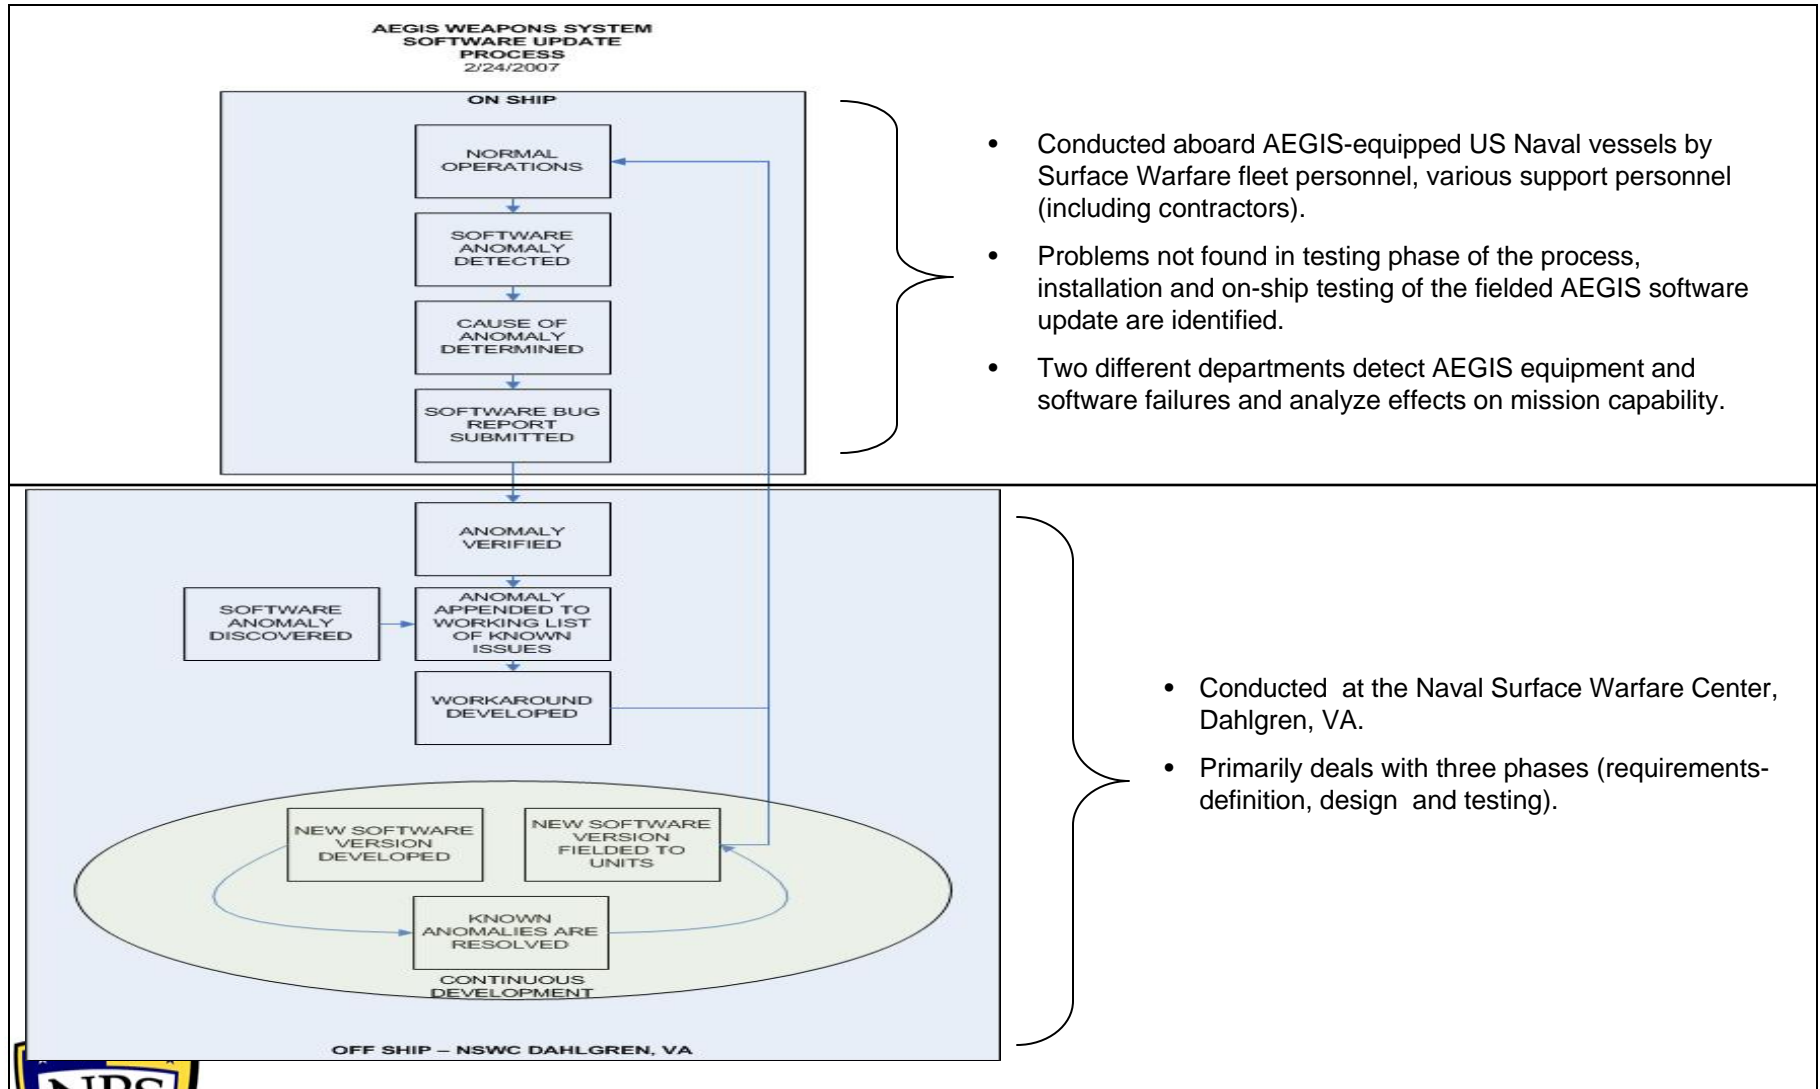 AEGIS WEAPONS SYSTEM
SOFTWARE UPDATE
PROCESS
2/24/2007
ON SHIP
NORMAL
OPERATIONS
SOFTWARE
ANOMALY
DETECTED
CAUSE OF
ANOMALY
DETERMINED
SOFTWARE BUG
REPORT
SUBMITTED
• Conducted aboard AEGIS-equipped US Naval vessels by
Surface Warfare fleet personnel, various support personnel
(including contractors).
• Problems not found in testing phase of the process,
installation and on-ship testing of the fielded AEGIS software
update are identified.
• Two different departments detect AEGIS equipment and
software failures and analyze effects on mission capability.
ANOMALY
VERIFIED
SOFTWARE
ANOMALY
DISCOVERED
ANOMALY
APPENDED TO
WORKING LIST
OF KNOWN
ISSUES
WORKAROUND
DEVELOPED
NEW SOFTWARE
VERSION
DEVELOPED
NEW SOFTWARE
VERSION
FIELDED TO
UNITS
KNOWN
ANOMALIES ARE
RESOLVED
CONTINUOUS
DEVELOPMENT
OFF SHIP – NSWC DAHLGREN, VA
• Conducted at the Naval Surface Warfare Center,
Dahlgren, VA.
• Primarily deals with three phases (requirements-
definition, design and testing).
NPS